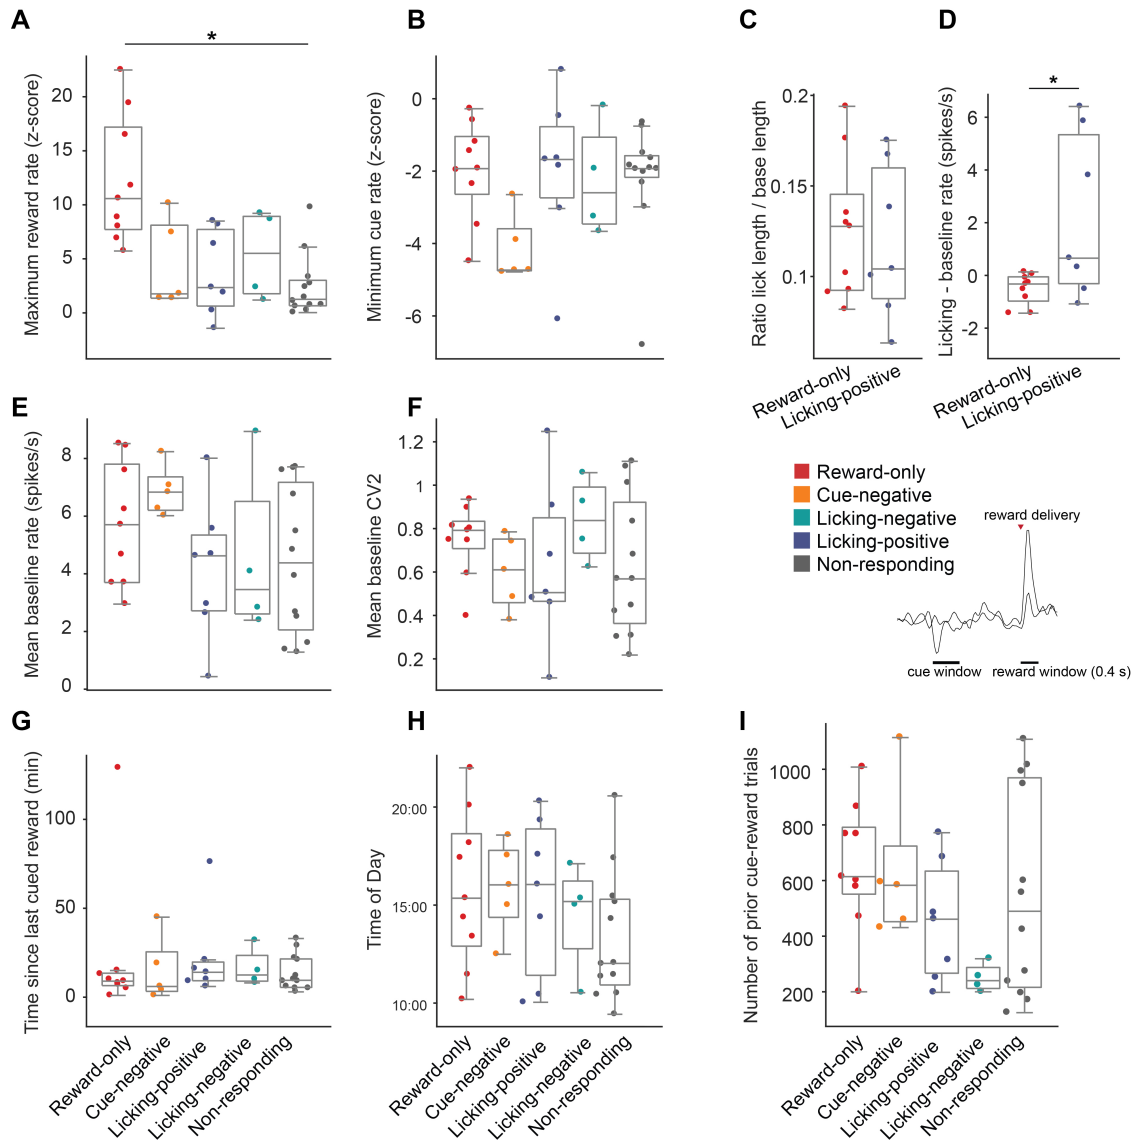 A
*
Maximum reward rate (z-score)
20
15
10
5
0
B
Minimum cue rate (z-score)
0
-2
-4
-6
C
Ratio lick length / base length
0.2
0.15
0.1
Reward-only
Licking-positive
D
*
Licking - baseline rate (spikes/s)
6
4
2
0
-2
Reward-only
Licking-positive
E
Mean baseline rate (spikes/s)
8
6
4
2
0
F
Mean baseline CV2
1.2
1
0.8
0.6
0.4
0.2
Reward-only
Cue-negative
Licking-negative
Licking-positive
Non-responding
reward delivery
cue window
reward window (0.4 s)
G
Time since last cued reward (min)
100
50
0
Reward-only
Cue-negative
Licking-positive
Licking-negative
Non-responding
H
Time of Day
20:00
15:00
10:00
Reward-only
Cue-negative
Licking-positive
Licking-negative
Non-responding
I
Number of prior cue-reward trials
1000
800
600
400
200
Reward-only
Cue-negative
Licking-positive
Licking-negative
Non-responding